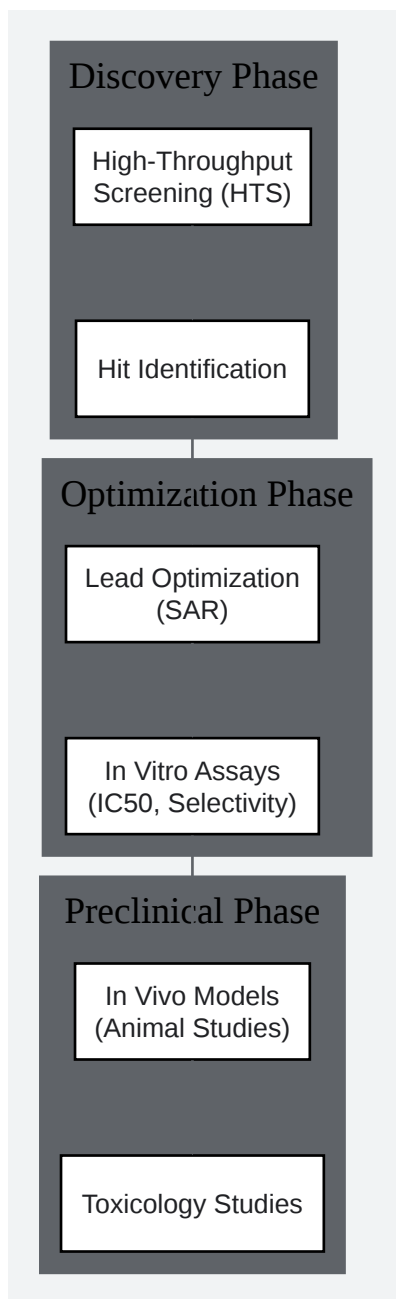 Discovery Phase
High-Throughput
Screening (HTS)
Hit Identification
Optimization Phase
Lead Optimization
(SAR)
In Vitro Assays
(IC50, Selectivity)
Preclinical Phase
In Vivo Models
(Animal Studies)
Toxicology Studies